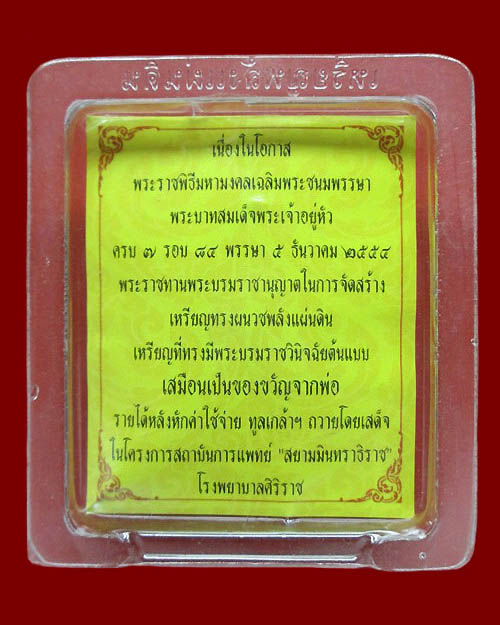 เนื่องในโอกาส
พระราชพิธีมหามงคลเฉลิมพระชนมพรรษา
พระบาทสมเด็จพระเจ้าอยู่หัว
ครบ ๗ รอบ ๘๔ พรรษา ๕ ธันวาคม ๒๕๕๔
พระราชทานพระบรมราชานุญาตในการจัดสร้าง
เหรียญทรงผนวชพลังแผ่นดิน
เหรียญที่ทรงมีพระบรมราชวินิจฉัยต้นแบบ
เสมือนเป็นของขวัญจากพ่อ
รายได้หลังหักค่าใช้จ่าย ทูลเกล้าฯ ถวายโดยเสด็จ
ในโครงการสถาบันการแพทย์ "สยามมินทราธิราช"
โรงพยาบาลศิริราช